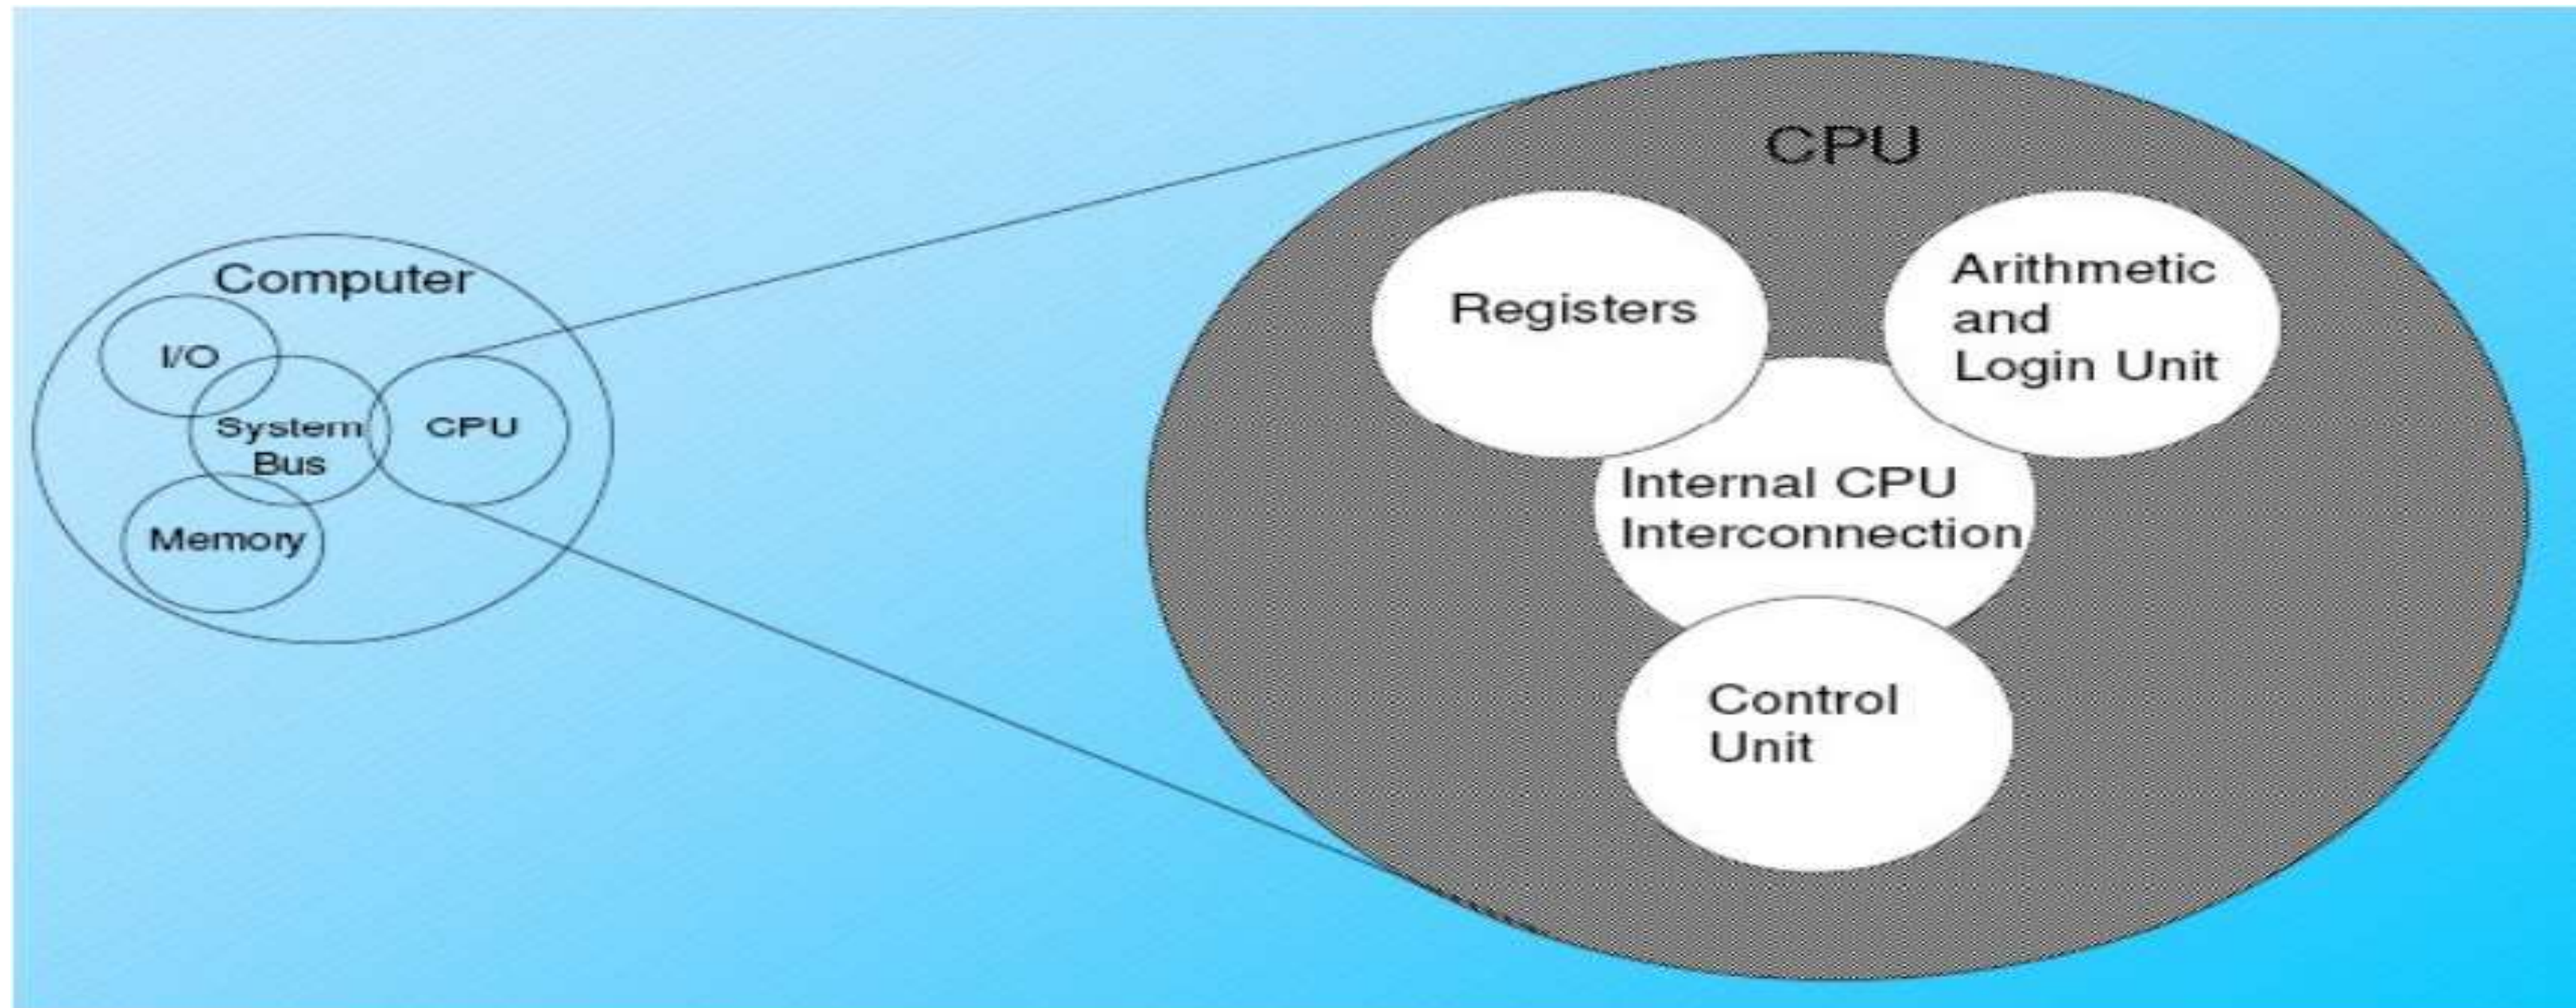 Computer
I/O
System
Bus
CPU
Memory
CPU
Registers
Arithmetic
and
Login Unit
Internal CPU
Interconnection
Control
Unit